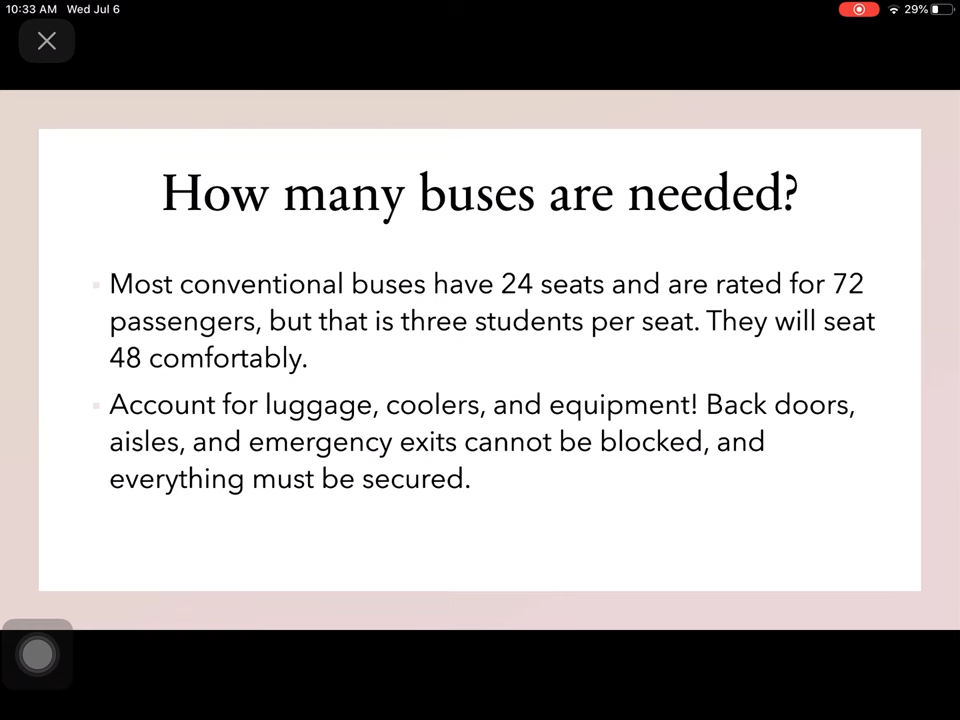 10:33 AM Wed Jul 6
29%
How many buses are needed?
Most conventional buses have 24 seats and are rated for 72
passengers, but that is three students per seat. They will seat
48 comfortably.
Account for luggage, coolers, and equipment! Back doors,
aisles, and emergency exits cannot be blocked, and
everything must be secured.